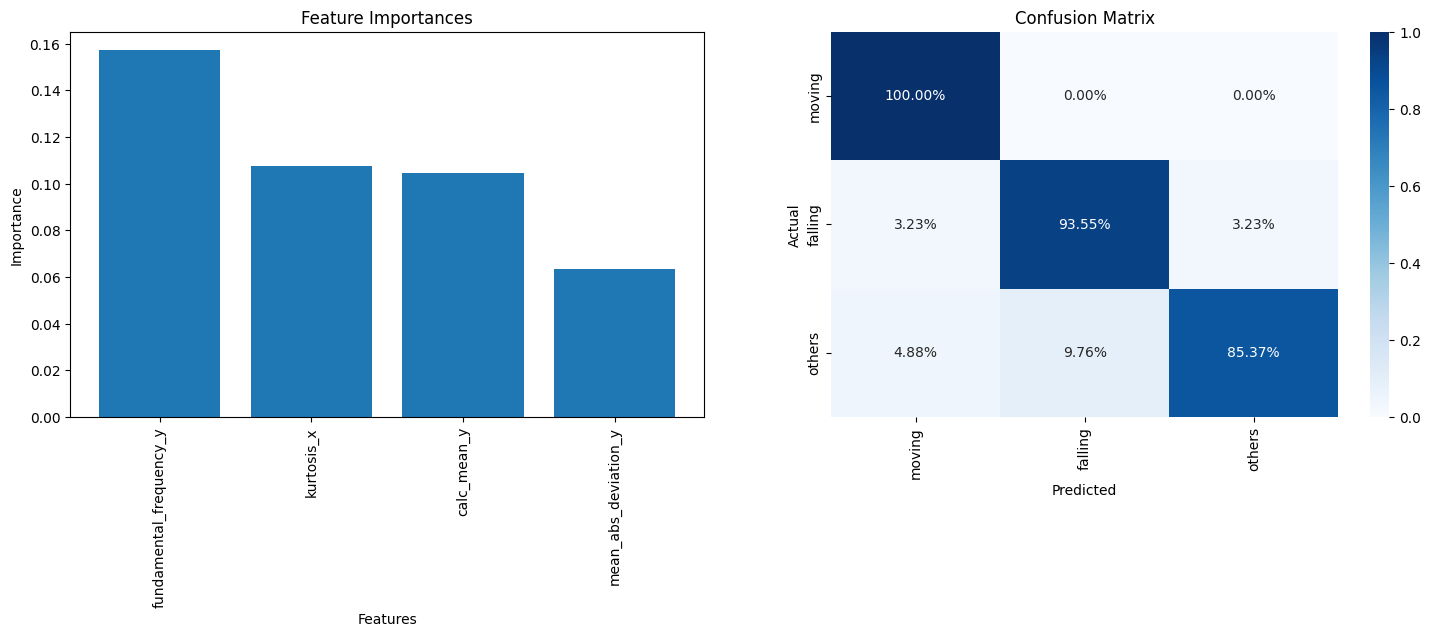 Feature Importances
0.16
0.14
0.12
0.10
0.08
0.06
0.04
0.02
0.00
Importance
fundamental_frequency_y
kurtosis_x
calc_mean_y
mean_abs_deviation_y
Features
Confusion Matrix
Actual
moving
falling
others
100.00% 0.00% 0.00%
3.23% 93.55% 3.23%
4.88% 9.76% 85.37%
moving
falling
others
Predicted
1.0
0.8
0.6
0.4
0.2
0.0